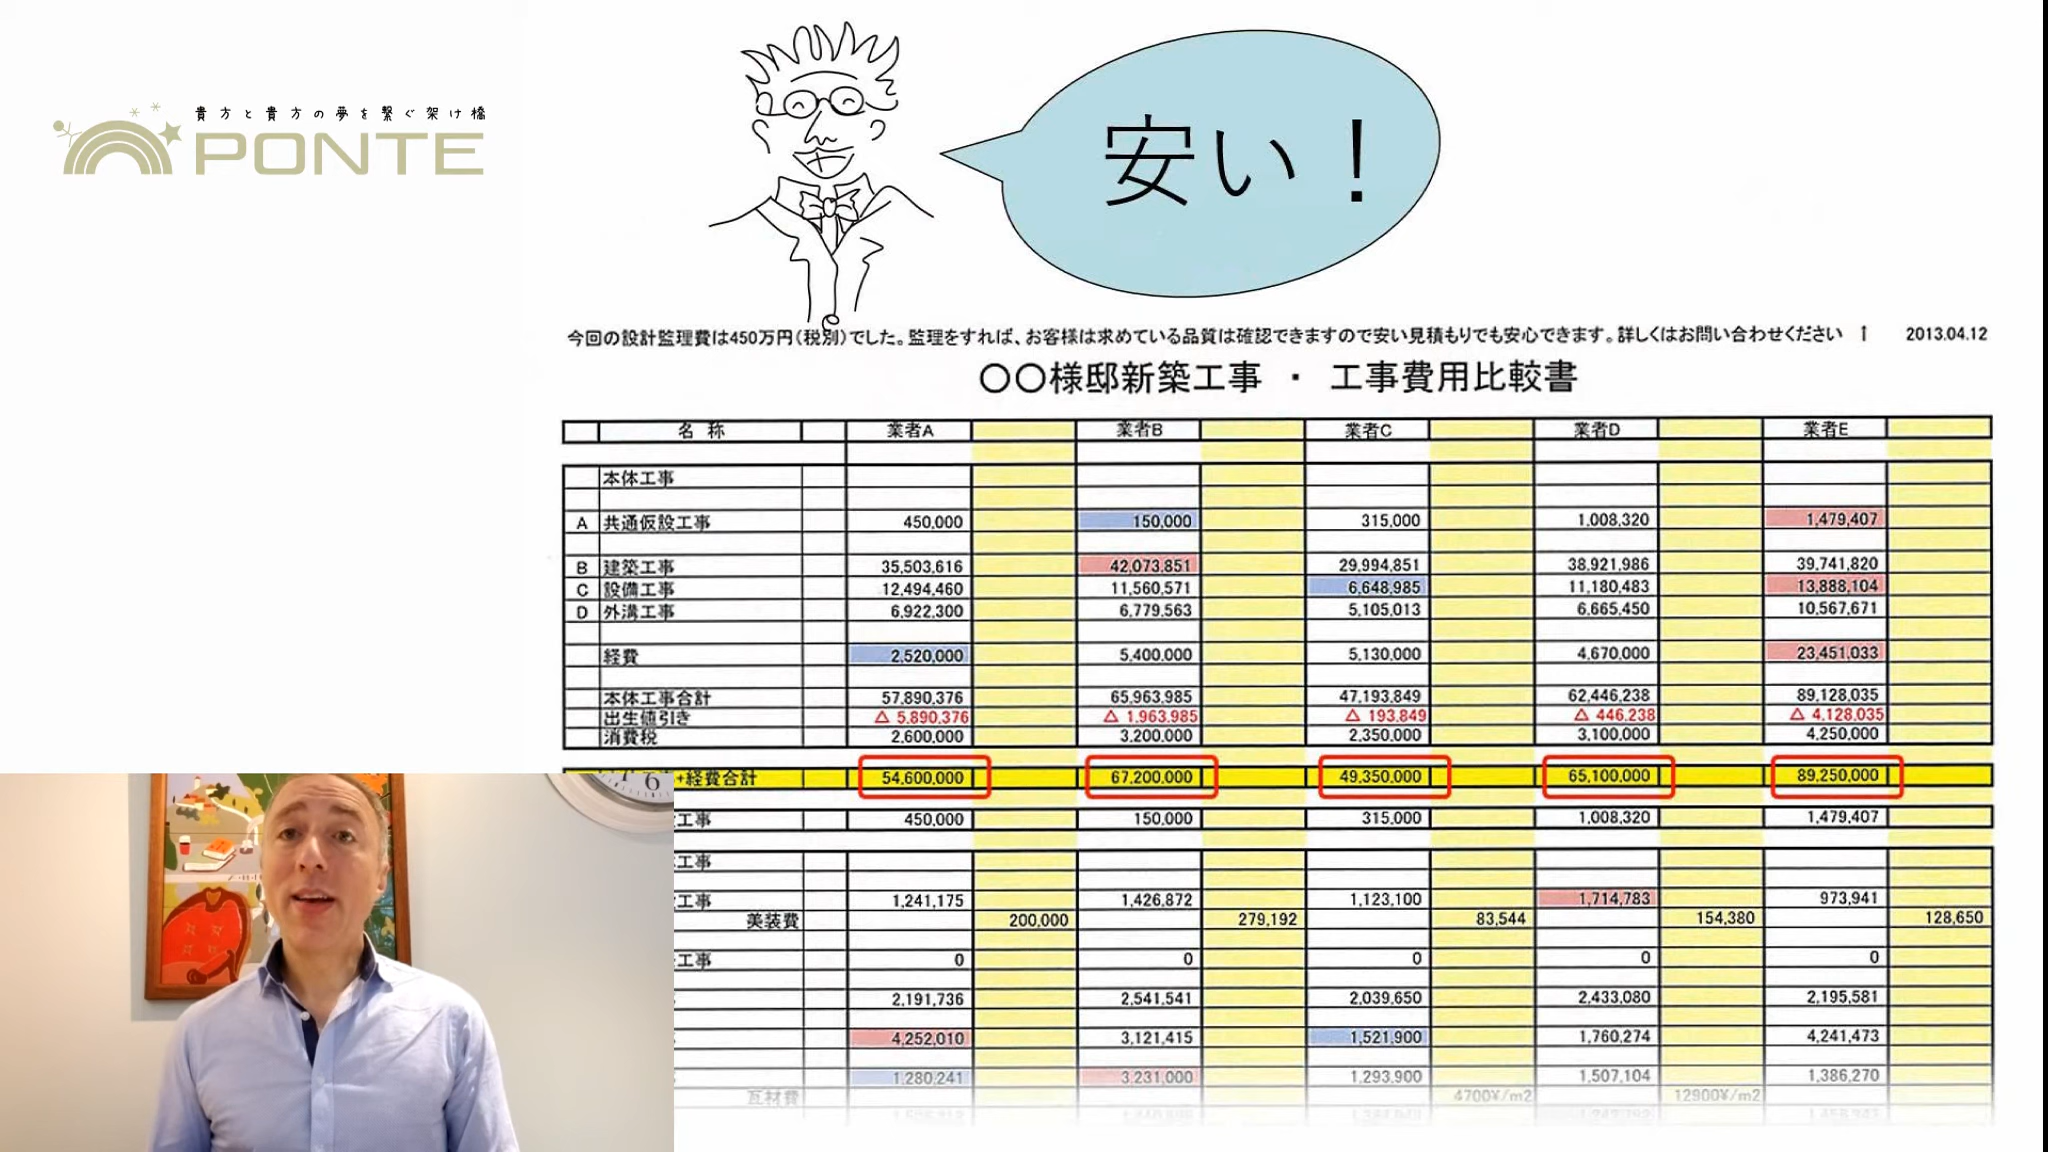 貴方と貴方の夢を繋ぐ架け橋
PONTE
安い！
今回の設計監理費は450万円(税別)でした。監理をすれば、お客様は求めている品質は確認できますので安い見積もりでも安心できます。詳しくはお問い合わせください ！ 2013.04.12
〇〇様邸新築工事 ・ 工事費用比較書
名 称 業者A 業者B 業者C 業者D 業者E
本体工事
A 共通仮設工事 450,000 150,000 315,000 1,008,320 1,479,407
B 建築工事 35,503,616 42,073,851 29,994,851 38,921,986 39,741,820
C 設備工事 12,494,460 11,560,571 6,648,985 11,180,483 13,888,104
D 外溝工事 6,922,300 6,779,563 5,105,013 6,665,450 10,567,671
経費 2,520,000 5,400,000 5,130,000 4,670,000 23,451,033
本体工事合計 57,890,376 65,963,985 47,193,849 62,446,238 89,128,035
出生値引き △ 5,890,376 △ 1,963,985 △ 193,849 △ 446,238 △ 4,128,035
消費税 2,600,000 3,200,000 2,350,000 3,100,000 4,250,000
+経費合計 54,600,000 67,200,000 49,350,000 65,100,000 89,250,000
工事 450,000 150,000 315,000 1,008,320 1,479,407
工事
工事 1,241,175 1,426,872 1,123,100 1,714,783 973,941
美装費 200,000 279,192 83,544 154,380 128,650
工事 0 0 0 0 0
2,191,736 2,541,541 2,039,650 2,433,080 2,195,581
4,252,010 3,121,415 1,521,900 1,760,274 4,241,473
1,280,241 3,231,000 1,293,900 1,507,104 1,386,270
瓦材費 4700¥/m2 12900¥/m2
6